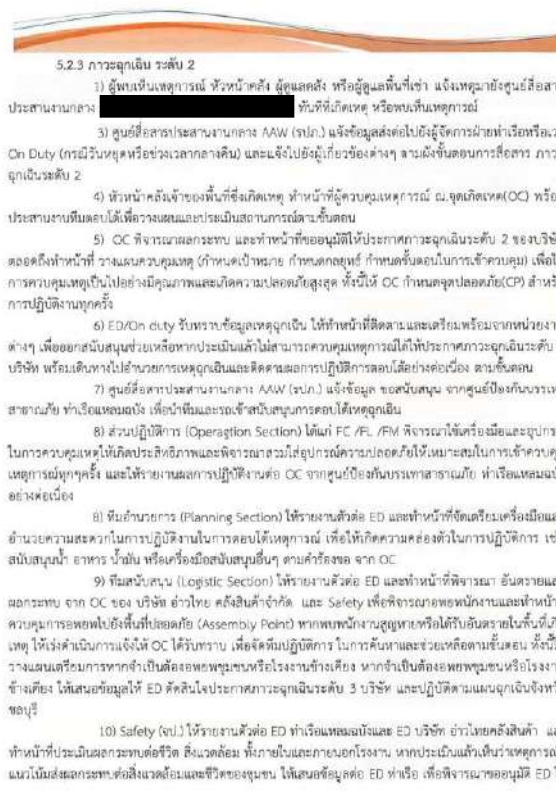 5.2.3 ภาวะฉุกเฉิน ระดับ 2
1) ผู้พบเห็นเหตุการณ์ หัวหน้าคลัง ผู้ดูแลคลัง หรือผู้ดูแลพื้นที่เช่า แจ้งเหตุมายังศูนย์สื่อสา
ประสานงานกลาง ทันทีที่เกิดเหตุ หรือพบเห็นเหตุการณ์
3) ศูนย์สื่อสารประสานงานกลาง AAW (รปภ.) แจ้งข้อมูลส่งต่อไปยังผู้จัดการฝ่ายท่าเรือหรือเว
On Duty (กรณีวันหยุดหรือช่วงเวลากลางคืน) และแจ้งไปยังผู้เกี่ยวข้องต่างๆ ตามผังขั้นตอนการสื่อสาร ภาว
ฉุกเฉินระดับ 2
4) หัวหน้าคลังเจ้าของพื้นที่ซึ่งเกิดเหตุ ทำหน้าที่ผู้ควบคุมเหตุการณ์ ณ.จุดเกิดเหตุ(OC) พร้อ
ประสานงานทีมตอบโต้เพื่อวางแผนและประเมินสถานการณ์ตามขั้นตอน
5) OC พิจารณาผลกระทบ และทำหน้าที่ขออนุมัติให้ประกาศภาวะฉุกเฉินระดับ 2 ของบริษั
ตลอดถึงทำหน้าที่ วางแผนควบคุมเหตุ (กำหนดเป้าหมาย กำหนดกลยุทธ์ กำหนดขั้นตอนในการเข้าควบคุม) เพื่อใ
การควบคุมเหตุเป็นไปอย่างมีคุณภาพและเกิดความปลอดภัยสูงสุด ทั้งนี้ให้ OC กำหนดจุดปลอดภัย(CP) สำหรั
การปฏิบัติงานทุกครั้ง
6) ED/On duty รับทราบข้อมูลเหตุฉุกเฉิน ให้ทำหน้าที่ติดตามและเตรียมพร้อมจากหน่วยงา
ต่างๆ เพื่อออกสนับสนุนช่วยเหลือหากประเมินแล้วไม่สามารถควบคุมเหตุการณ์ได้ให้ประกาศภาวะฉุกเฉินระดับ
บริษัท พร้อมเดินทางไปอำนวยการเหตุฉุกเฉินและติดตามผลการปฏิบัติการตอบโต้อย่างต่อเนื่อง ตามขั้นตอน
7) ศูนย์สื่อสารประสานงานกลาง AAW (รปภ.) แจ้งข้อมูล ขอสนับสนุน จากศูนย์ป้องกันบรรเท
สาธารณภัย ท่าเรือแหลมฉบัง เพื่อนำทีมและรถเข้าสนับสนุนการตอบโต้เหตุฉุกเฉิน
8) ส่วนปฏิบัติการ (Operagtion Section) ได้แก่ FC /FL /FM พิจารณาใช้เครื่องมือและอุปกร
ในการควบคุมเหตุให้เกิดประสิทธิภาพและพิจารณาสวมใส่อุปกรณ์ความปลอดภัยให้เหมาะสมในการเข้าควบคุ
เหตุการณ์ทุกๆครั้ง และให้รายงานผลการปฏิบัติงานต่อ OC จากศูนย์ป้องกันบรรเทาสาธารณภัย ท่าเรือแหลมฉบั
อย่างต่อเนื่อง
8) ทีมอำนวยการ (Planning Section) ให้รายงานตัวต่อ ED และทำหน้าที่จัดเตรียมเครื่องมือแล
อำนวยความสะดวกในการปฏิบัติงานในการตอบโต้เหตุการณ์ เพื่อให้เกิดความคล่องตัวในการปฏิบัติการ เช่
สนับสนุนน้ำ อาหาร น้ำมัน หรือเครื่องมือสนับสนุนอื่นๆ ตามคำร้องขอ จาก OC
9) ทีมสนับสนุน (Logistic Section) ให้รายงานตัวต่อ ED และทำหน้าที่พิจารณา อันตรายแล
ผลกระทบ จาก OC ของ บริษัท อ่าวไทย คลังสินค้าจำกัด และ Safety เพื่อพิจารณาอพยพพนักงานและทำหน้า
ควบคุมการอพยพไปยังพื้นที่ปลอดภัย (Assembly Point) หากพบพนักงานสูญหายหรือได้รับอันตรายในพื้นที่เกิ
เหตุ ให้เร่งดำเนินการแจ้งให้ OC ได้รับทราบ เพื่อจัดทีมปฏิบัติการ ในการค้นหาและช่วยเหลือตามขั้นตอน ทั้งนี้ใ
วางแผนเตรียมการหากจำเป็นต้องอพยพชุมชนหรือโรงงานข้างเคียง หากจำเป็นต้องอพยพชุมชนหรือโรงงา
ข้างเคียง ให้เสนอข้อมูลให้ ED ตัดสินใจประกาศภาวะฉุกเฉินระดับ 3 บริษัท และปฏิบัติตามแผนฉุกเฉินจังหวั
ชลบุรี
10) Safety (จป.) ให้รายงานตัวต่อ ED ท่าเรือแหลมฉบังและ ED บริษัท อ่าวไทยคลังสินค้า แล
ทำหน้าที่ประเมินผลกระทบต่อชีวิต สิ่งแวดล้อม ทั้งภายในและภายนอกโรงงาน หากประเมินแล้วเห็นว่าเหตุการณ
แนวโน้มส่งผลกระทบต่อสิ่งแวดล้อมและชีวิตของชุมชน ให้เสนอข้อมูลต่อ ED ท่าเรือ เพื่อพิจารณาขออนุมัติ ED